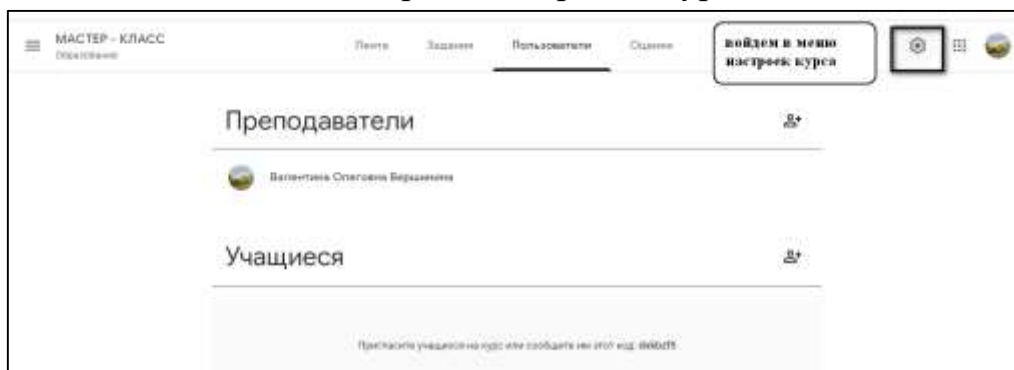 МАСТЕР - КЛАСС
Образование
Лента
Задания
Пользователи
Оценки
войдем в меню
настроек курса
Преподаватели
Валентина Олеговна Вершинина
Учащиеся
Пригласите учащихся на курс или сообщите им этот код: